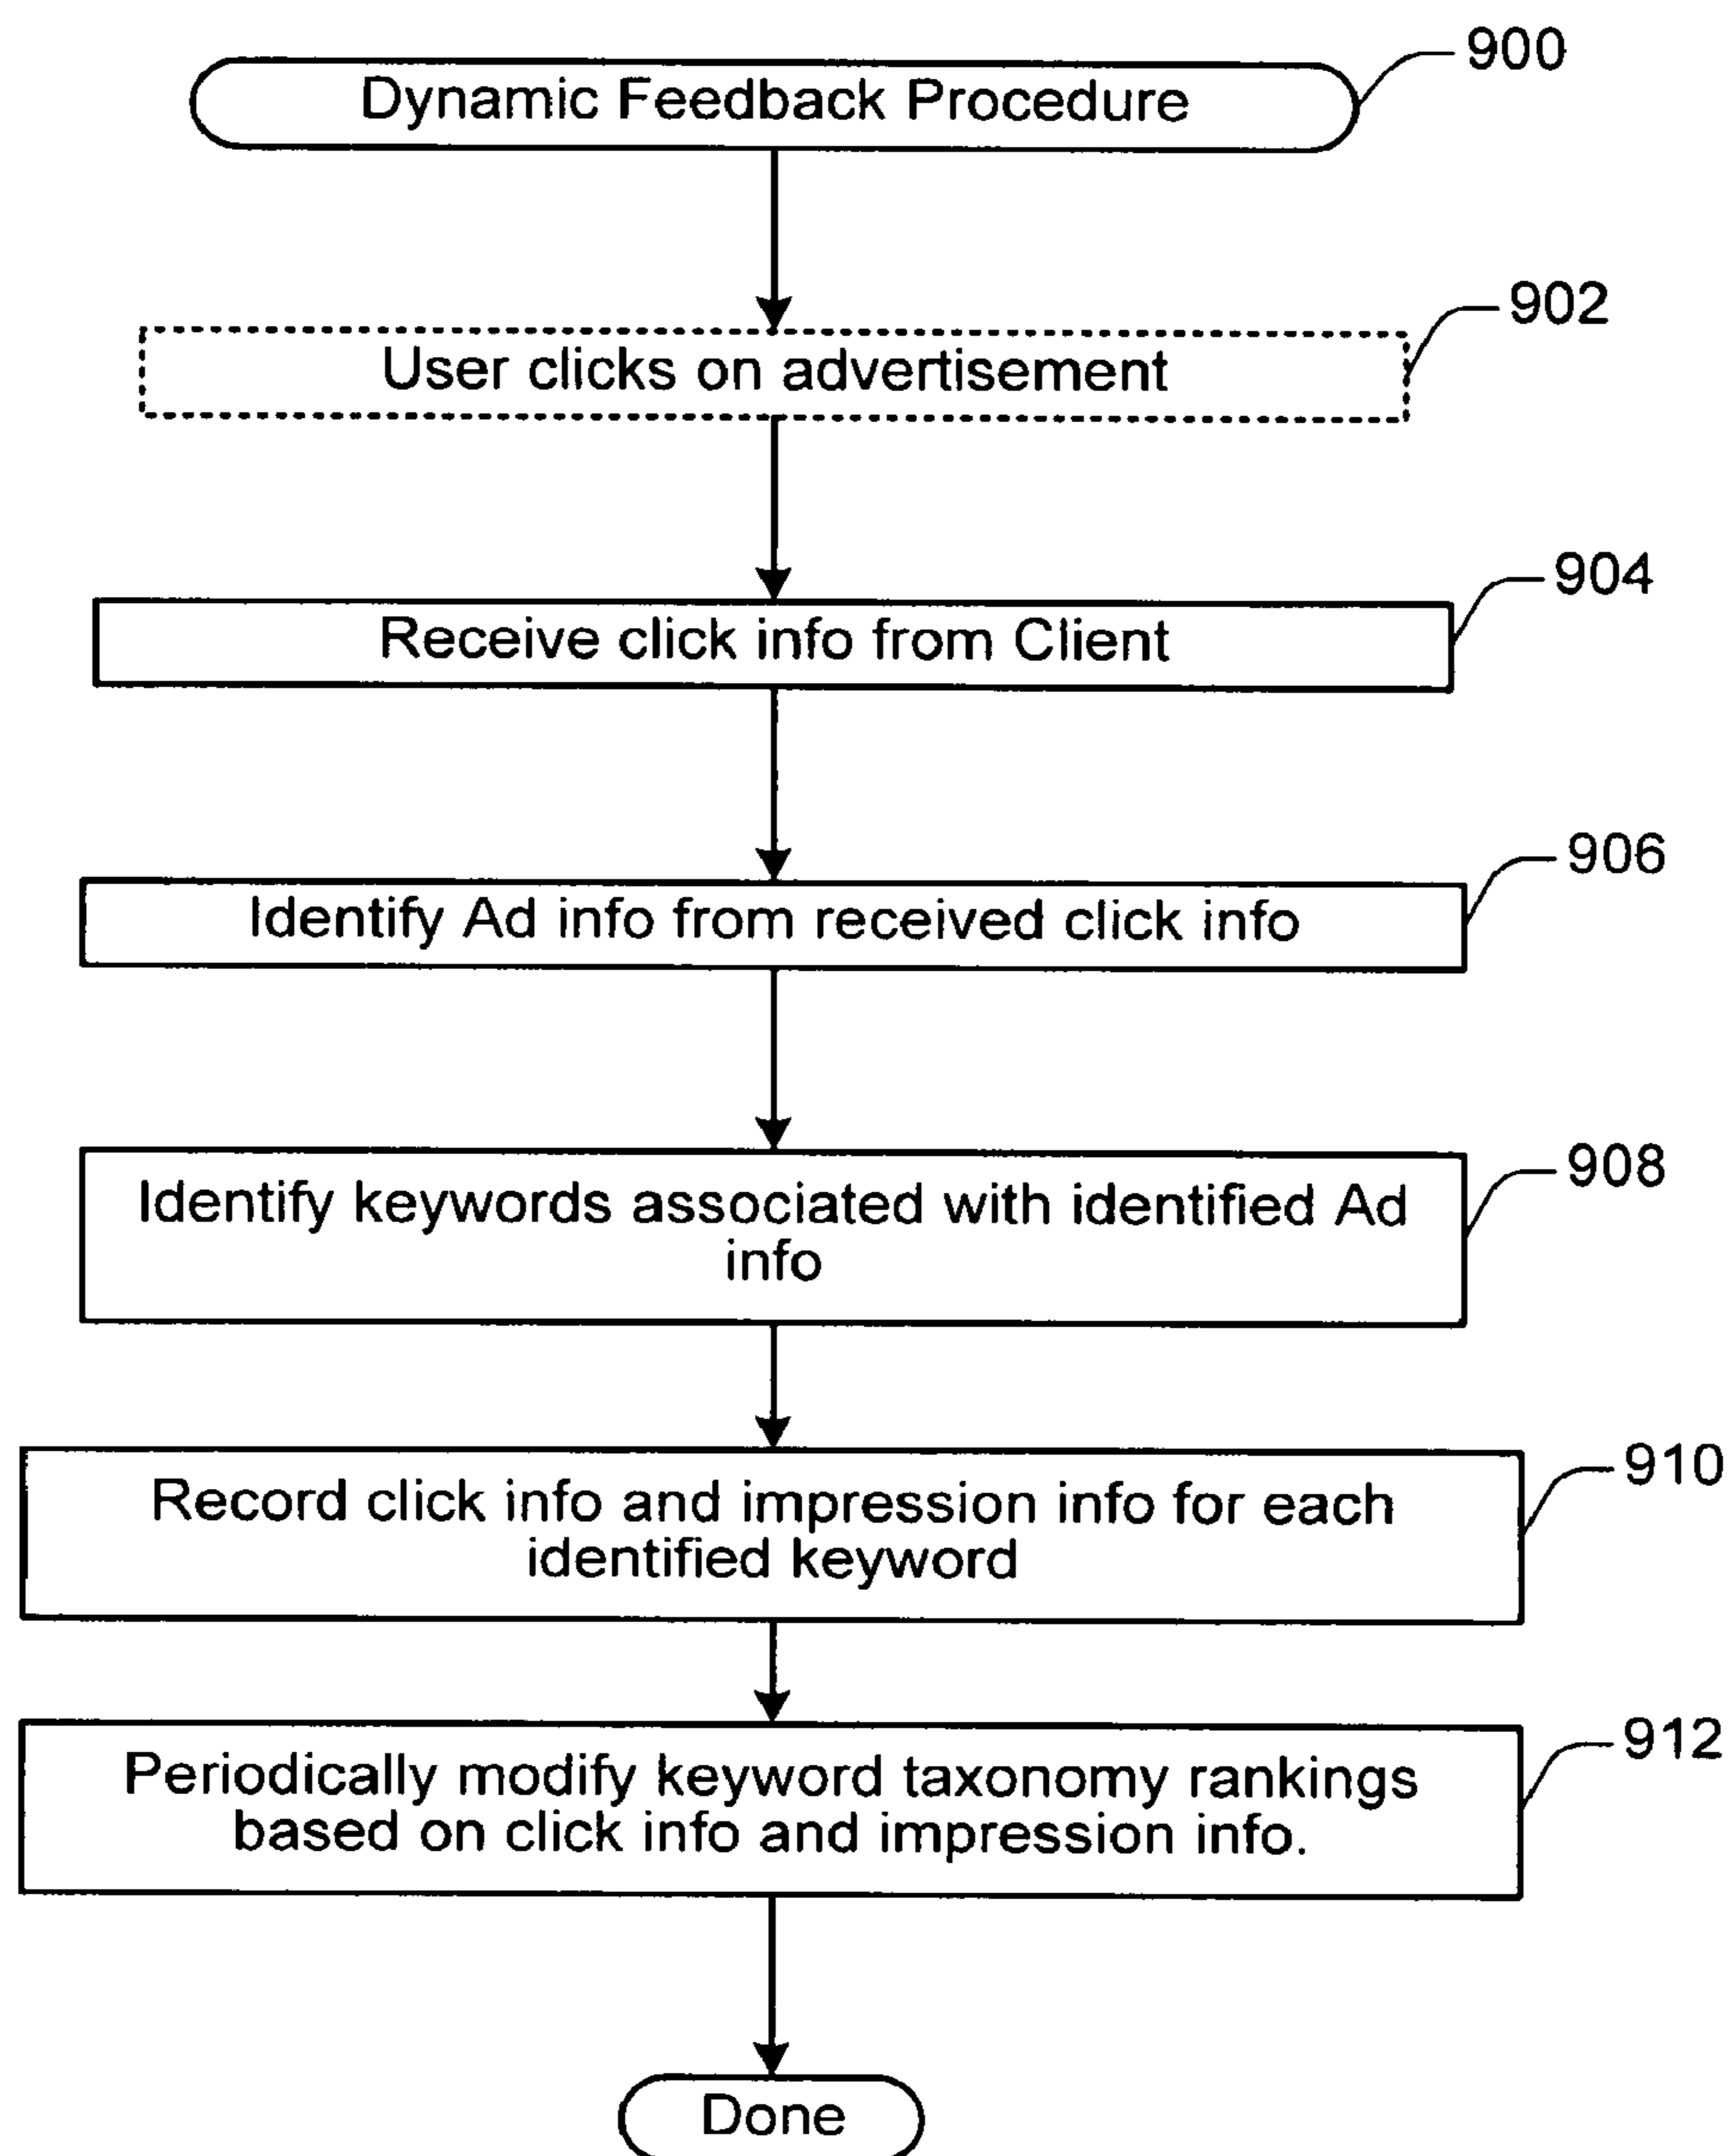 900
Dynamic Feedback Procedure
902
User clicks on advertisement
904
Receive click info from Client
906
Identify Ad info from received click info
908
Identify keywords associated with identified Ad
info
910
Record click info and impression info for each
identified keyword
912
Periodically modify keyword taxonomy rankings
based on click info and impression info.
Done